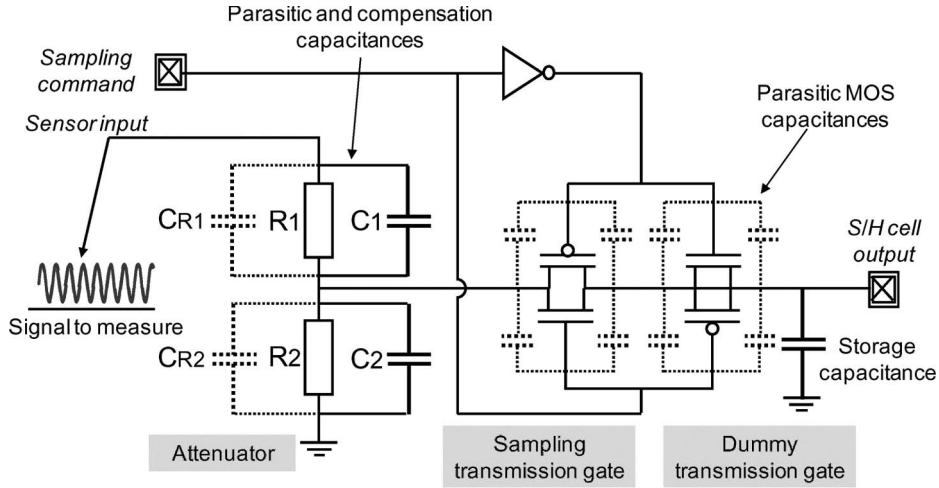 Parasitic and compensation
capacitances
Sampling
command
Sensor input
Parasitic MOS
capacitances
CR1
R1
C1
S/H cell
output
Signal to measure
CR2
R2
C2
Storage
capacitance
Attenuator
Sampling
transmission gate
Dummy
transmission gate